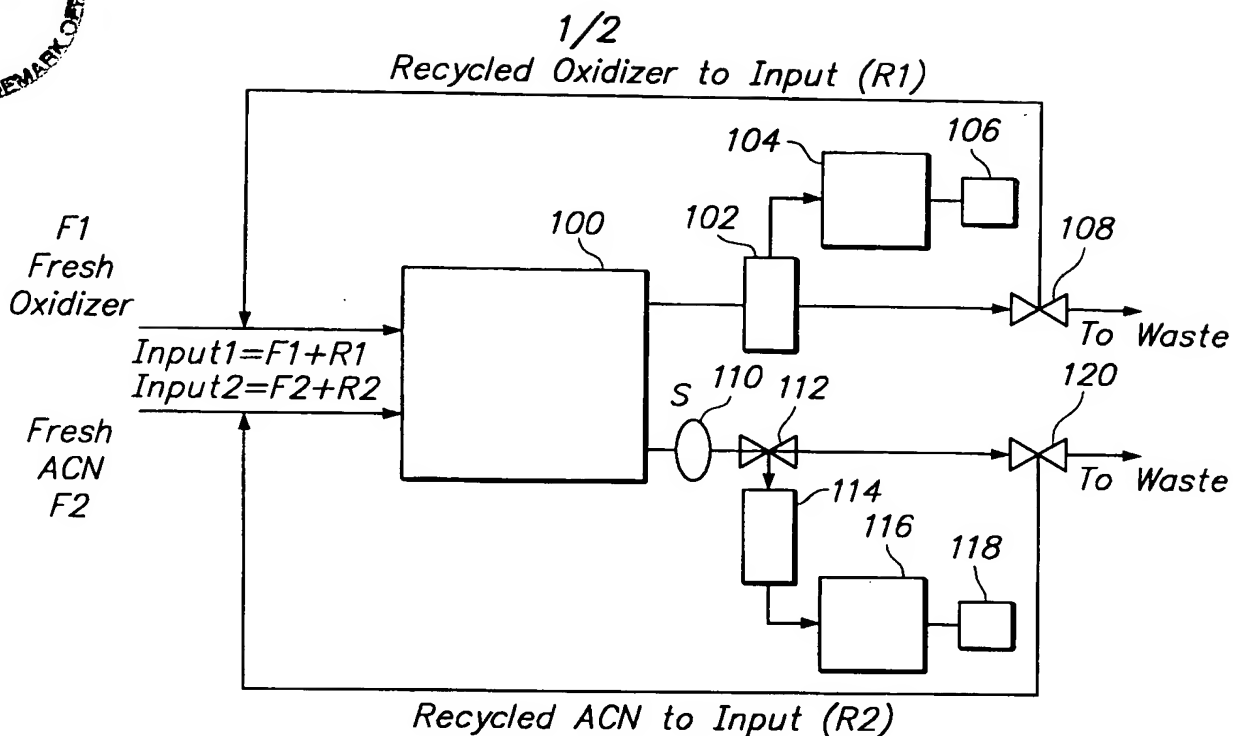 1/2
Recycled Oxidizer to Input (R1)
104
106
102
100
108
F1
Fresh
Oxidizer
To Waste
Input1=F1+R1
Input2=F2+R2
S
110
112
120
Fresh
ACN
F2
To Waste
114
116
118
Recycled ACN to Input (R2)